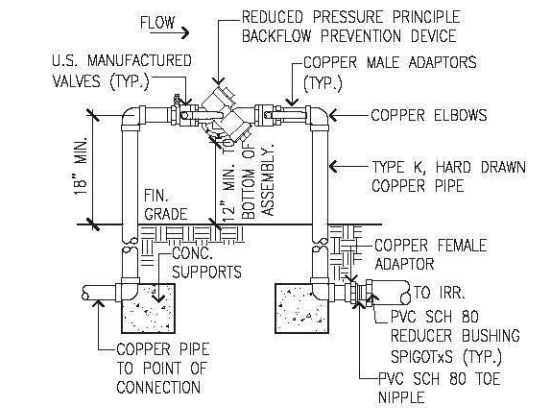 FLOW
REDUCED PRESSURE PRINCIPLE
BACKFLOW PREVENTION DEVICE
U.S. MANUFACTURED
VALVES (TYP.)
COPPER MALE ADAPTORS
(TYP.)
COPPER ELBOWS
18" MIN.
12" MIN. TO
BOTTOM OF
ASSEMBLY.
TYPE K, HARD DRAWN
COPPER PIPE
FIN.
GRADE
CONC.
SUPPORTS
COPPER FEMALE
ADAPTOR
TO IRR.
PVC SCH 80
REDUCER BUSHING
SPIGOTxS (TYP.)
PVC SCH 80 TOE
NIPPLE
COPPER PIPE
TO POINT OF
CONNECTION